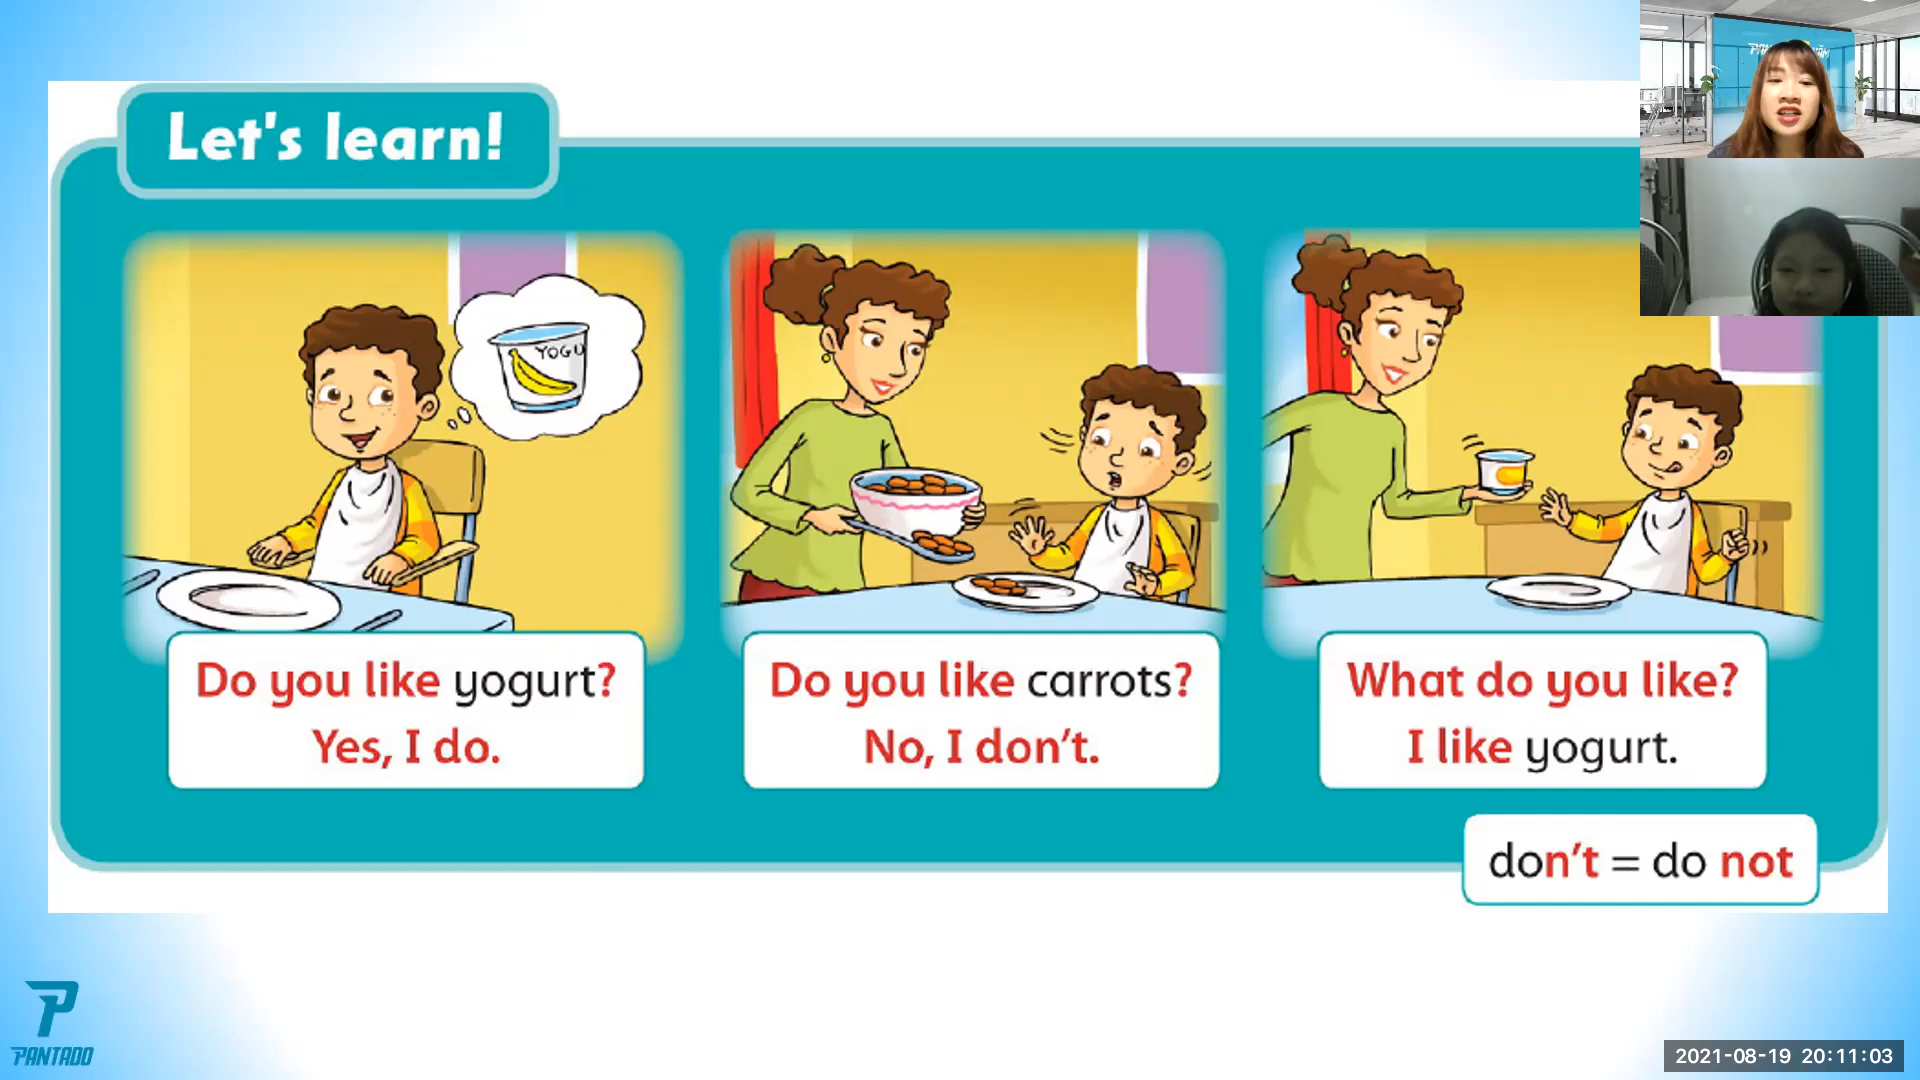 Let's learn!
YOGU
Do you like yogurt?
Yes, I do.
Do you like carrots?
No, I don't.
What do you like?
I like yogurt.
don't = do not
PANTADO
2021-08-19 20:11:03